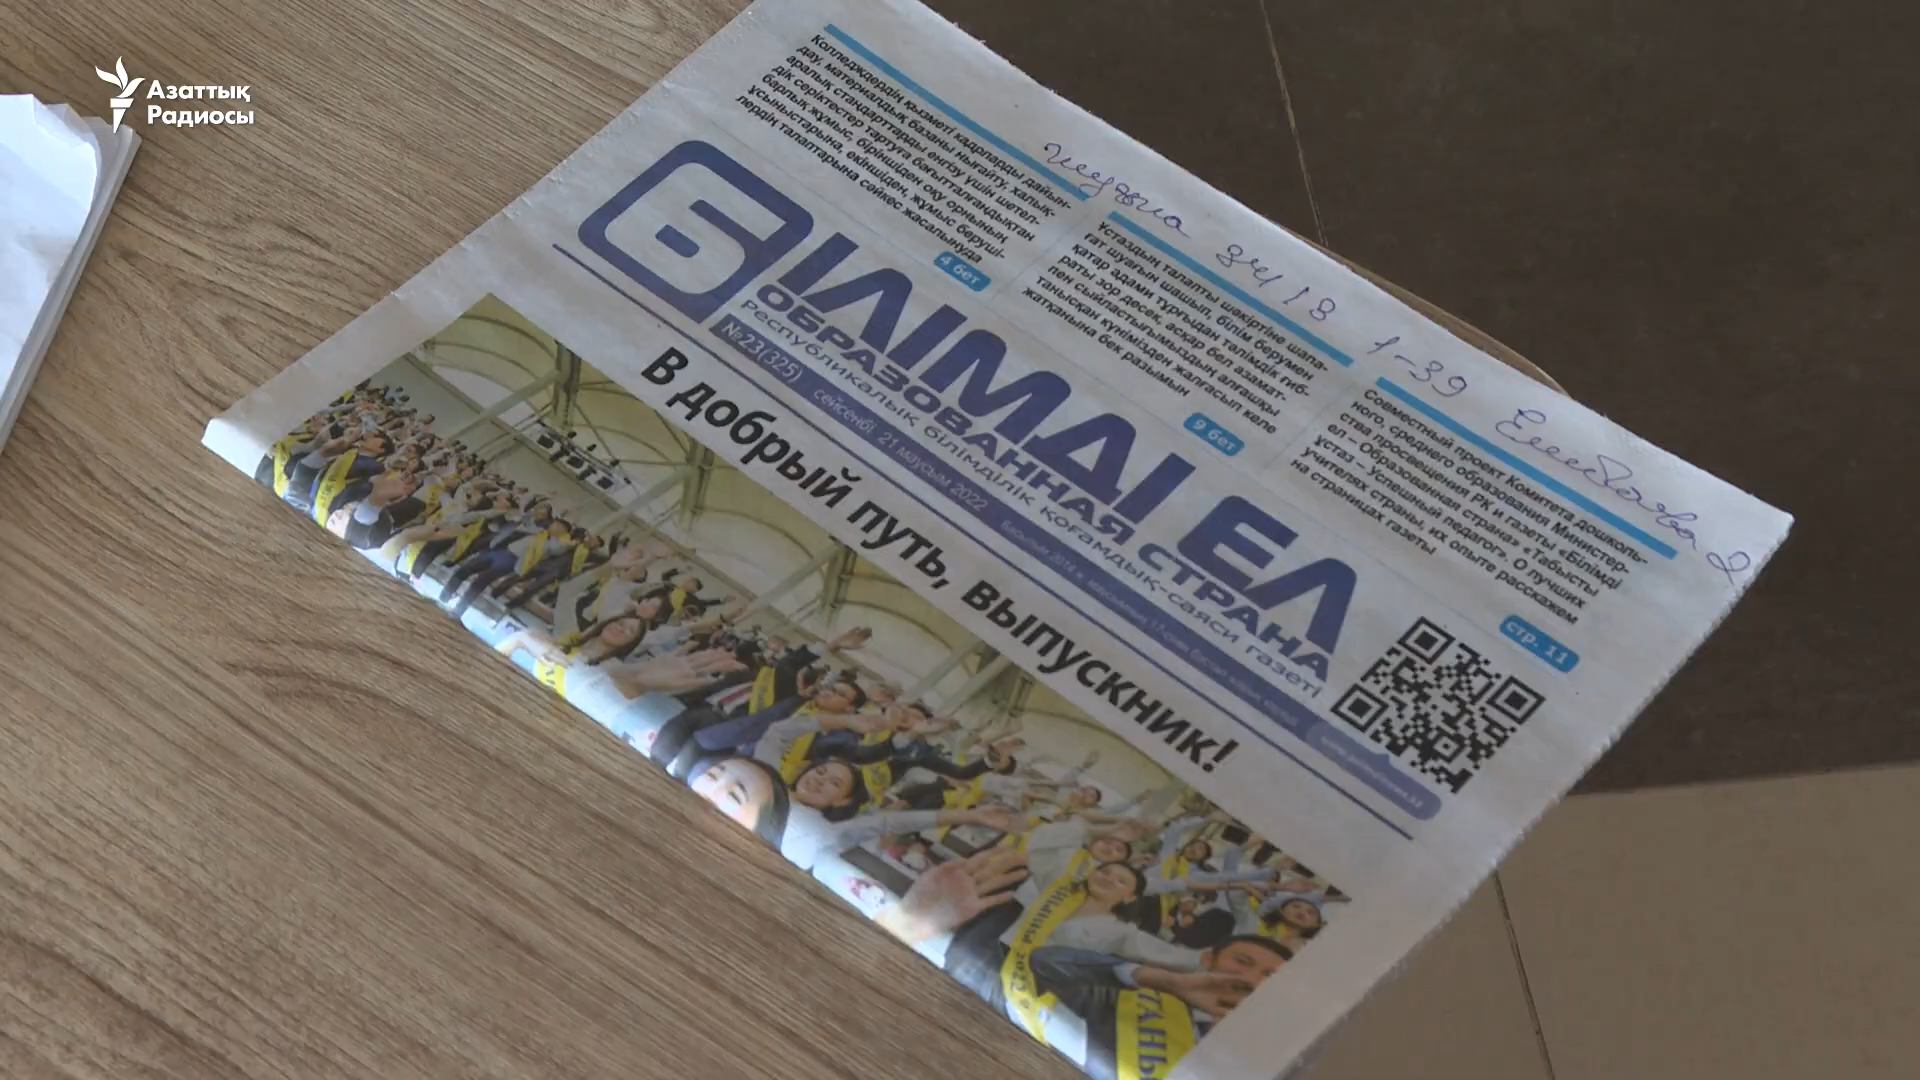 Азаттық
Радиосы
Колледждердің қызметі кадрларды дайын-
дау, материалдық базаны нығайту, халық-
аралық стандарттарды енгізу үшін шетел-
дік серіктестер тартуға бағытталғандықтан
барлық жұмыс, біріншіден оқу орнының
ұсыныстарына, екіншіден, жұмыс беруші-
лердің талаптарына сәйкес жасалынуда
4 бет
Ұстаздың талапты шәкіртіне шапа-
ғат шуағын шашып, білім берумен
қатар адами тұрғыдан тәлімдік ғиб-
раты зор десек, асқар бел азамат-
пен сыйластығымыздың алғашқы
танысқан күнімізден жалғасып келе
жатқанына бек разымын
9 бет
Совместный проект Комитета дошколь-
ного, среднего образования Министер-
ства просвещения РК и газеты «Білімді
ел – Образованная страна» «Табысты
ұстаз – Успешный педагог». О лучших
учителях страны, их опыте расскажем
на страницах газеты
стр. 11
1-39
БІЛІМДІ ЕЛ
ОБРАЗОВАННАЯ СТРАНА
Республикалық білімділік қоғамдық-саяси газеті
№23(325) сейсенбі 21 маусым 2022
В добрый путь, выпускник!